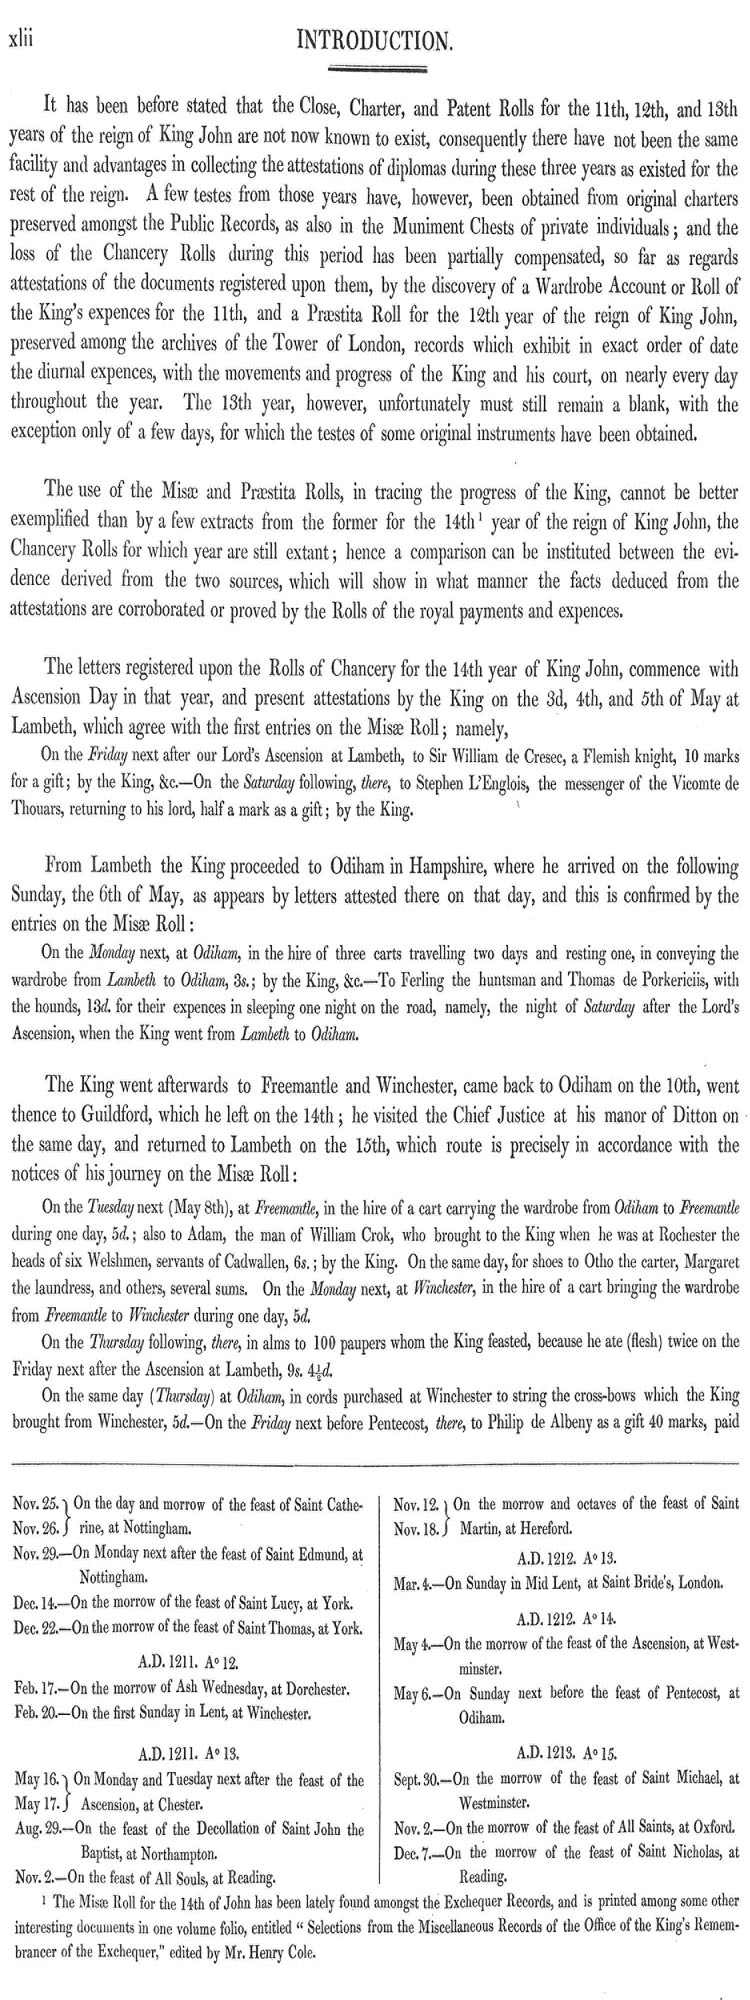 xlii
INTRODUCTION.
It has been before stated that the Close, Charter, and Patent Rolls for the 11th, 12th, and 13th
years of the reign of King John are not now known to exist, consequently there have not been the same
facility and advantages in collecting the attestations of diplomas during these three years as existed for the
rest of the reign. A few testes from those years have, however, been obtained from original charters
preserved amongst the Public Records, as also in the Muniment Chests of private individuals; and the
loss of the Chancery Rolls during this period has been partially compensated, so far as regards
attestations of the documents registered upon them, by the discovery of a Wardrobe Account or Roll of
the King's expences for the 11th, and a Præstita Roll for the 12th year of the reign of King John,
preserved among the archives of the Tower of London, records which exhibit in exact order of date
the diurnal expences, with the movements and progress of the King and his court, on nearly every day
throughout the year. The 13th year, however, unfortunately must still remain a blank, with the
exception only of a few days, for which the testes of some original instruments have been obtained.
The use of the Misæ and Præstita Rolls, in tracing the progress of the King, cannot be better
exemplified than by a few extracts from the former for the 14th¹ year of the reign of King John, the
Chancery Rolls for which year are still extant; hence a comparison can be instituted between the evi-
dence derived from the two sources, which will show in what manner the facts deduced from the
attestations are corroborated or proved by the Rolls of the royal payments and expences.
The letters registered upon the Rolls of Chancery for the 14th year of King John, commence with
Ascension Day in that year, and present attestations by the King on the 3d, 4th, and 5th of May at
Lambeth, which agree with the first entries on the Misæ Roll; namely,
On the Friday next after our Lord's Ascension at Lambeth, to Sir William de Cresec, a Flemish knight, 10 marks
for a gift; by the King, &c.—On the Saturday following, there, to Stephen L'Englois, the messenger of the Vicomte de
Thouars, returning to his lord, half a mark as a gift; by the King.
From Lambeth the King proceeded to Odiham in Hampshire, where he arrived on the following
Sunday, the 6th of May, as appears by letters attested there on that day, and this is confirmed by the
entries on the Misæ Roll:
On the Monday next, at Odiham, in the hire of three carts travelling two days and resting one, in conveying the
wardrobe from Lambeth to Odiham, 3s.; by the King, &c.—To Ferling the huntsman and Thomas de Porkericiis, with
the hounds, 13d. for their expences in sleeping one night on the road, namely, the night of Saturday after the Lord's
Ascension, when the King went from Lambeth to Odiham.
The King went afterwards to Freemantle and Winchester, came back to Odiham on the 10th, went
thence to Guildford, which he left on the 14th; he visited the Chief Justice at his manor of Ditton on
the same day, and returned to Lambeth on the 15th, which route is precisely in accordance with the
notices of his journey on the Misæ Roll:
On the Tuesday next (May 8th), at Freemantle, in the hire of a cart carrying the wardrobe from Odiham to Freemantle
during one day, 5d.; also to Adam, the man of William Crok, who brought to the King when he was at Rochester the
heads of six Welshmen, servants of Cadwallen, 6s.; by the King. On the same day, for shoes to Otho the carter, Margaret
the laundress, and others, several sums. On the Monday next, at Winchester, in the hire of a cart bringing the wardrobe
from Freemantle to Winchester during one day, 5d.
On the Thursday following, there, in alms to 100 paupers whom the King feasted, because he ate (flesh) twice on the
Friday next after the Ascension at Lambeth, 9s. 4½d.
On the same day (Thursday) at Odiham, in cords purchased at Winchester to string the cross-bows which the King
brought from Winchester, 5d.—On the Friday next before Pentecost, there, to Philip de Albeny as a gift 40 marks, paid
Nov. 25. } On the day and morrow of the feast of Saint Cathe-
Nov. 26. } rine, at Nottingham.
Nov. 29.—On Monday next after the feast of Saint Edmund, at
Nottingham.
Dec. 14.—On the morrow of the feast of Saint Lucy, at York.
Dec. 22.—On the morrow of the feast of Saint Thomas, at York.
A.D. 1211. Aº 12.
Feb. 17.—On the morrow of Ash Wednesday, at Dorchester.
Feb. 20.—On the first Sunday in Lent, at Winchester.
A.D. 1211. Aº 13.
May 16. } On Monday and Tuesday next after the feast of the
May 17. } Ascension, at Chester.
Aug. 29.—On the feast of the Decollation of Saint John the
Baptist, at Northampton.
Nov. 2.—On the feast of All Souls, at Reading.
Nov. 12. } On the morrow and octaves of the feast of Saint
Nov. 18. } Martin, at Hereford.
A.D. 1212. Aº 13.
Mar. 4.—On Sunday in Mid Lent, at Saint Bride's, London.
A.D. 1212. Aº 14.
May 4.—On the morrow of the feast of the Ascension, at West-
minster.
May 6.—On Sunday next before the feast of Pentecost, at
Odiham.
A.D. 1213. Aº 15.
Sept. 30.—On the morrow of the feast of Saint Michael, at
Westminster.
Nov. 2.—On the morrow of the feast of All Saints, at Oxford.
Dec. 7.—On the morrow of the feast of Saint Nicholas, at
Reading.
¹ The Misæ Roll for the 14th of John has been lately found amongst the Exchequer Records, and is printed among some other
interesting documents in one volume folio, entitled “ Selections from the Miscellaneous Records of the Office of the King's Remem-
brancer of the Exchequer,” edited by Mr. Henry Cole.